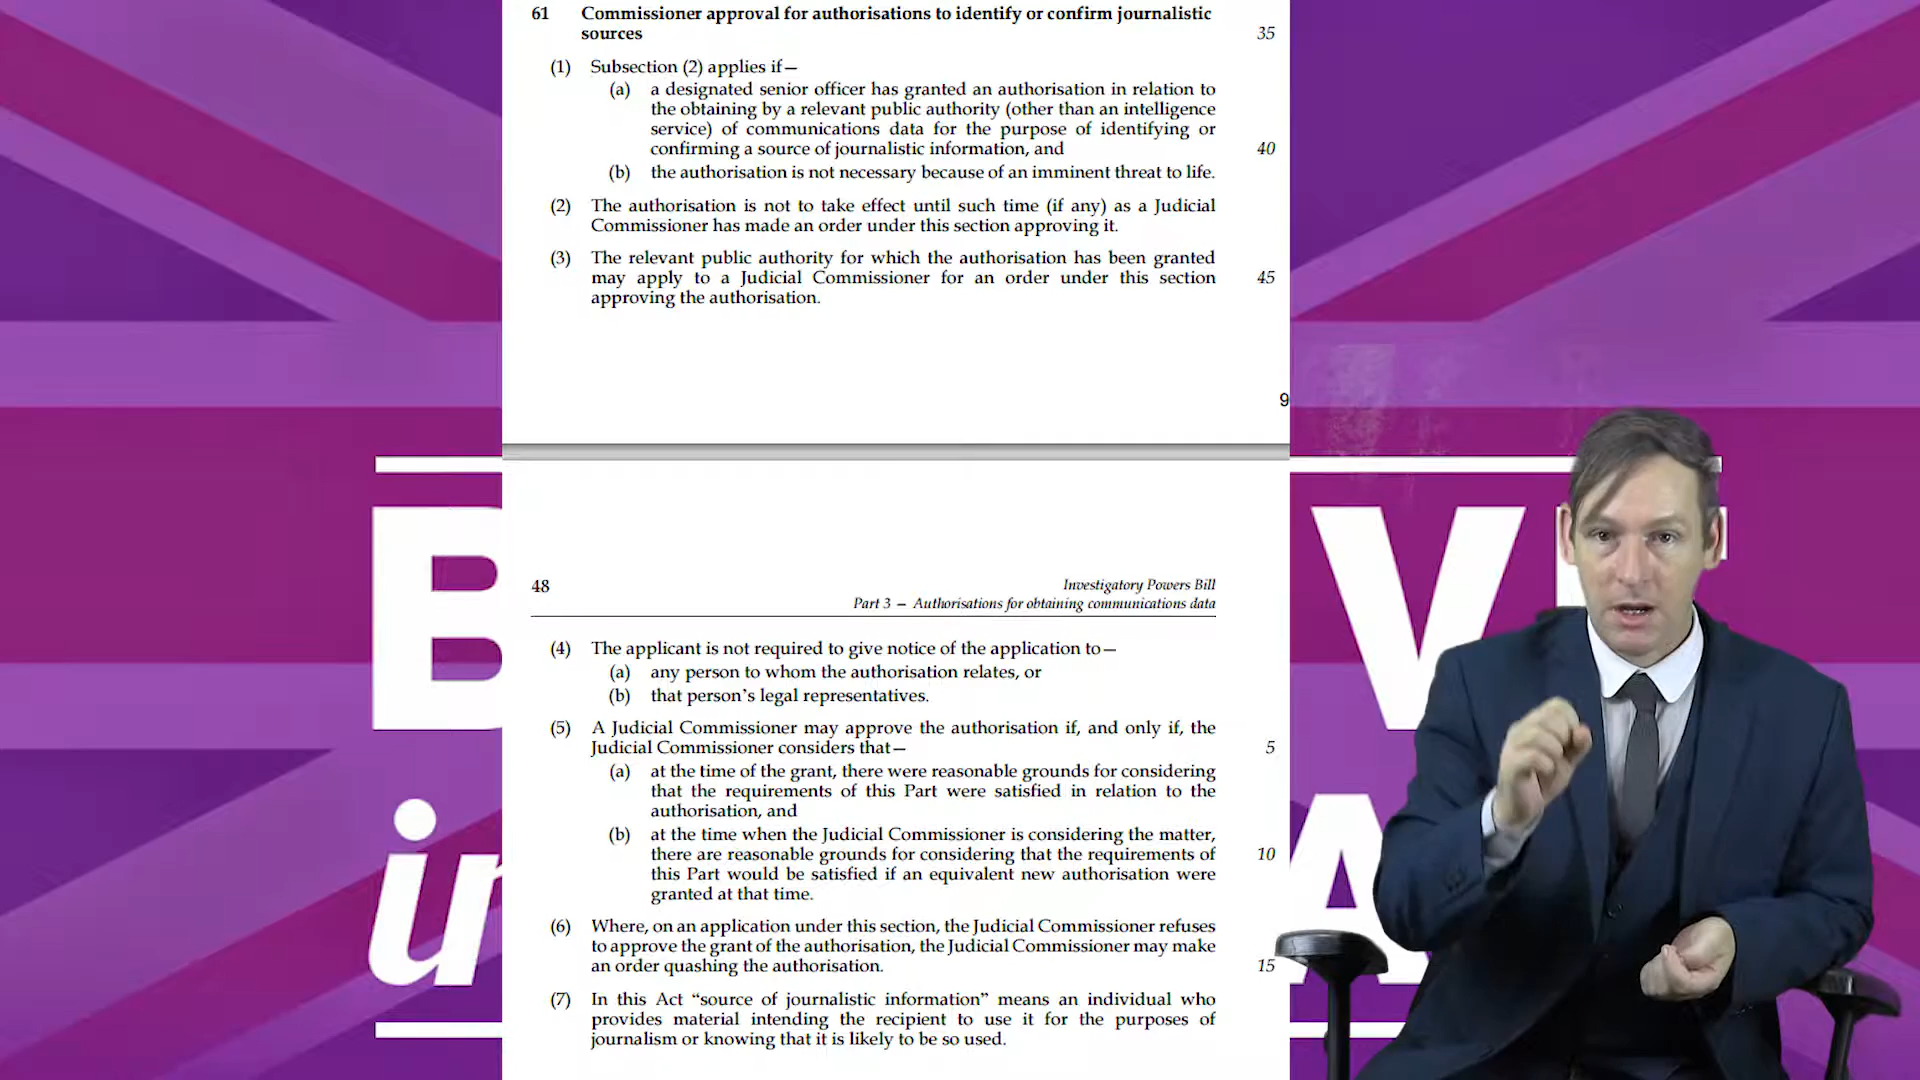 61 Commissioner approval for authorisations to identify or confirm journalistic
sources 35
(1) Subsection (2) applies if—
(a) a designated senior officer has granted an authorisation in relation to
the obtaining by a relevant public authority (other than an intelligence
service) of communications data for the purpose of identifying or
confirming a source of journalistic information, and 40
(b) the authorisation is not necessary because of an imminent threat to life.
(2) The authorisation is not to take effect until such time (if any) as a Judicial
Commissioner has made an order under this section approving it.
(3) The relevant public authority for which the authorisation has been granted
may apply to a Judicial Commissioner for an order under this section 45
approving the authorisation.
9
48 Investigatory Powers Bill
Part 3 — Authorisations for obtaining communications data
(4) The applicant is not required to give notice of the application to—
(a) any person to whom the authorisation relates, or
(b) that person's legal representatives.
(5) A Judicial Commissioner may approve the authorisation if, and only if, the
Judicial Commissioner considers that— 5
(a) at the time of the grant, there were reasonable grounds for considering
that the requirements of this Part were satisfied in relation to the
authorisation, and
(b) at the time when the Judicial Commissioner is considering the matter,
there are reasonable grounds for considering that the requirements of 10
this Part would be satisfied if an equivalent new authorisation were
granted at that time.
(6) Where, on an application under this section, the Judicial Commissioner refuses
to approve the grant of the authorisation, the Judicial Commissioner may make
an order quashing the authorisation. 15
(7) In this Act “source of journalistic information” means an individual who
provides material intending the recipient to use it for the purposes of
journalism or knowing that it is likely to be so used.